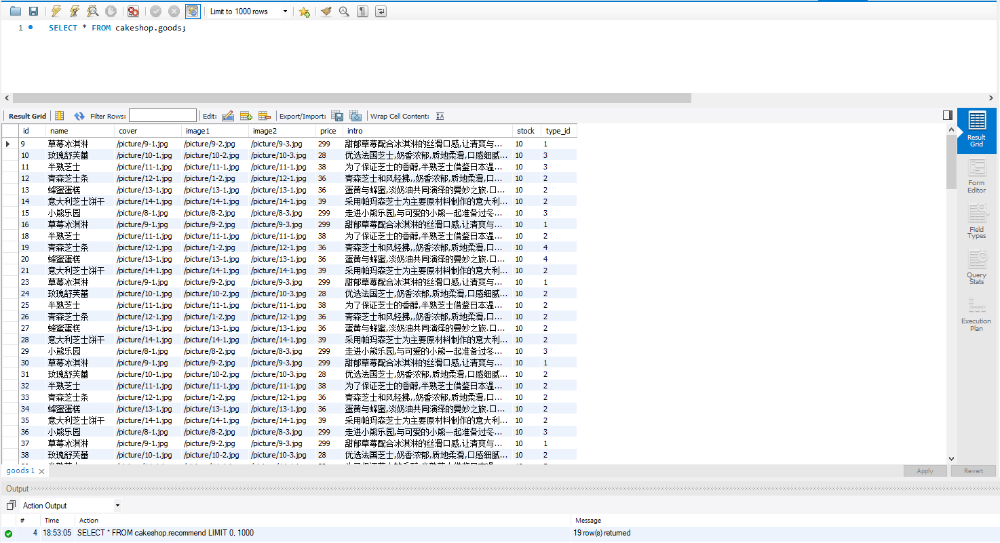 Limit to 1000 rows
1 SELECT * FROM cakeshop.goods;
Result Grid Filter Rows: Edit: Export/Import: Wrap Cell Content:
id name cover image1 image2 price intro stock type_id
9 草莓冰淇淋 /picture/9-1.jpg /picture/9-2.jpg /picture/9-3.jpg 299 甜郁草莓配合冰淇淋的丝滑口感,让清爽与... 10 1
10 玫瑰舒芙蕾 /picture/10-1.jpg /picture/10-2.jpg /picture/10-3.jpg 28 优选法国芝士,奶香浓郁,质地柔滑,口感细腻... 10 3
11 半熟芝士 /picture/11-1.jpg /picture/11-1.jpg /picture/11-1.jpg 38 为了保证芝士的香醇,半熟芝士借鉴日本温... 10 3
12 青森芝士条 /picture/12-1.jpg /picture/1-2.jpg /picture/12-1.jpg 36 青森芝士和风轻拂,,奶香浓郁,质地柔滑,口... 10 2
13 蜂蜜蛋糕 /picture/13-1.jpg /picture/13-1.jpg /picture/13-1.jpg 36 蛋黄与蜂蜜,淡奶油共同演绎的曼妙之旅.口... 10 2
14 意大利芝士饼干 /picture/14-1.jpg /picture/14-1.jpg /picture/14-1.jpg 39 采用帕玛森芝士为主要原材料制作的意大利... 10 2
15 小熊乐园 /picture/8-1.jpg /picture/8-2.jpg /picture/8-3.jpg 299 走进小熊乐园,与可爱的小熊一起准备过冬... 10 3
16 草莓冰淇淋 /picture/9-1.jpg /picture/9-2.jpg /picture/9-3.jpg 299 甜郁草莓配合冰淇淋的丝滑口感,让清爽与... 10 1
18 半熟芝士 /picture/11-1.jpg /picture/11-1.jpg /picture/11-1.jpg 38 为了保证芝士的香醇,半熟芝士借鉴日本温... 10 2
19 青森芝士条 /picture/12-1.jpg /picture/1-2.jpg /picture/12-1.jpg 36 青森芝士和风轻拂,,奶香浓郁,质地柔滑,口... 10 4
20 蜂蜜蛋糕 /picture/13-1.jpg /picture/13-1.jpg /picture/13-1.jpg 36 蛋黄与蜂蜜,淡奶油共同演绎的曼妙之旅.口... 10 4
21 意大利芝士饼干 /picture/14-1.jpg /picture/14-1.jpg /picture/14-1.jpg 39 采用帕玛森芝士为主要原材料制作的意大利... 10 2
23 草莓冰淇淋 /picture/9-1.jpg /picture/9-2.jpg /picture/9-3.jpg 299 甜郁草莓配合冰淇淋的丝滑口感,让清爽与... 10 1
24 玫瑰舒芙蕾 /picture/10-1.jpg /picture/10-2.jpg /picture/10-3.jpg 28 优选法国芝士,奶香浓郁,质地柔滑,口感细腻... 10 2
25 半熟芝士 /picture/11-1.jpg /picture/11-1.jpg /picture/11-1.jpg 38 为了保证芝士的香醇,半熟芝士借鉴日本温... 10 2
26 青森芝士条 /picture/12-1.jpg /picture/1-2.jpg /picture/12-1.jpg 36 青森芝士和风轻拂,,奶香浓郁,质地柔滑,口... 10 2
27 蜂蜜蛋糕 /picture/13-1.jpg /picture/13-1.jpg /picture/13-1.jpg 36 蛋黄与蜂蜜,淡奶油共同演绎的曼妙之旅.口... 10 2
28 意大利芝士饼干 /picture/14-1.jpg /picture/14-1.jpg /picture/14-1.jpg 39 采用帕玛森芝士为主要原材料制作的意大利... 10 2
29 小熊乐园 /picture/8-1.jpg /picture/8-2.jpg /picture/8-3.jpg 299 走进小熊乐园,与可爱的小熊一起准备过冬... 10 3
30 草莓冰淇淋 /picture/9-1.jpg /picture/9-2.jpg /picture/9-3.jpg 299 甜郁草莓配合冰淇淋的丝滑口感,让清爽与... 10 1
31 玫瑰舒芙蕾 /picture/10-1.jpg /picture/10-2.jpg /picture/10-3.jpg 28 优选法国芝士,奶香浓郁,质地柔滑,口感细腻... 10 2
32 半熟芝士 /picture/11-1.jpg /picture/11-1.jpg /picture/11-1.jpg 38 为了保证芝士的香醇,半熟芝士借鉴日本温... 10 2
33 青森芝士条 /picture/12-1.jpg /picture/1-2.jpg /picture/12-1.jpg 36 青森芝士和风轻拂,,奶香浓郁,质地柔滑,口... 10 2
34 蜂蜜蛋糕 /picture/13-1.jpg /picture/13-1.jpg /picture/13-1.jpg 36 蛋黄与蜂蜜,淡奶油共同演绎的曼妙之旅.口... 10 2
35 意大利芝士饼干 /picture/14-1.jpg /picture/14-1.jpg /picture/14-1.jpg 39 采用帕玛森芝士为主要原材料制作的意大利... 10 2
36 小熊乐园 /picture/8-1.jpg /picture/8-2.jpg /picture/8-3.jpg 299 走进小熊乐园,与可爱的小熊一起准备过冬... 10 3
37 草莓冰淇淋 /picture/9-1.jpg /picture/9-2.jpg /picture/9-3.jpg 299 甜郁草莓配合冰淇淋的丝滑口感,让清爽与... 10 1
38 玫瑰舒芙蕾 /picture/10-1.jpg /picture/10-2.jpg /picture/10-3.jpg 28 优选法国芝士,奶香浓郁,质地柔滑,口感细腻... 10 2
Result
Grid
Form
Editor
Field
Types
Query
Stats
Execution
Plan
goods 1 Apply Revert
Output
Action Output
# Time Action Message
4 18:53:05 SELECT * FROM cakeshop.recommend LIMIT 0, 1000 19 row(s) returned